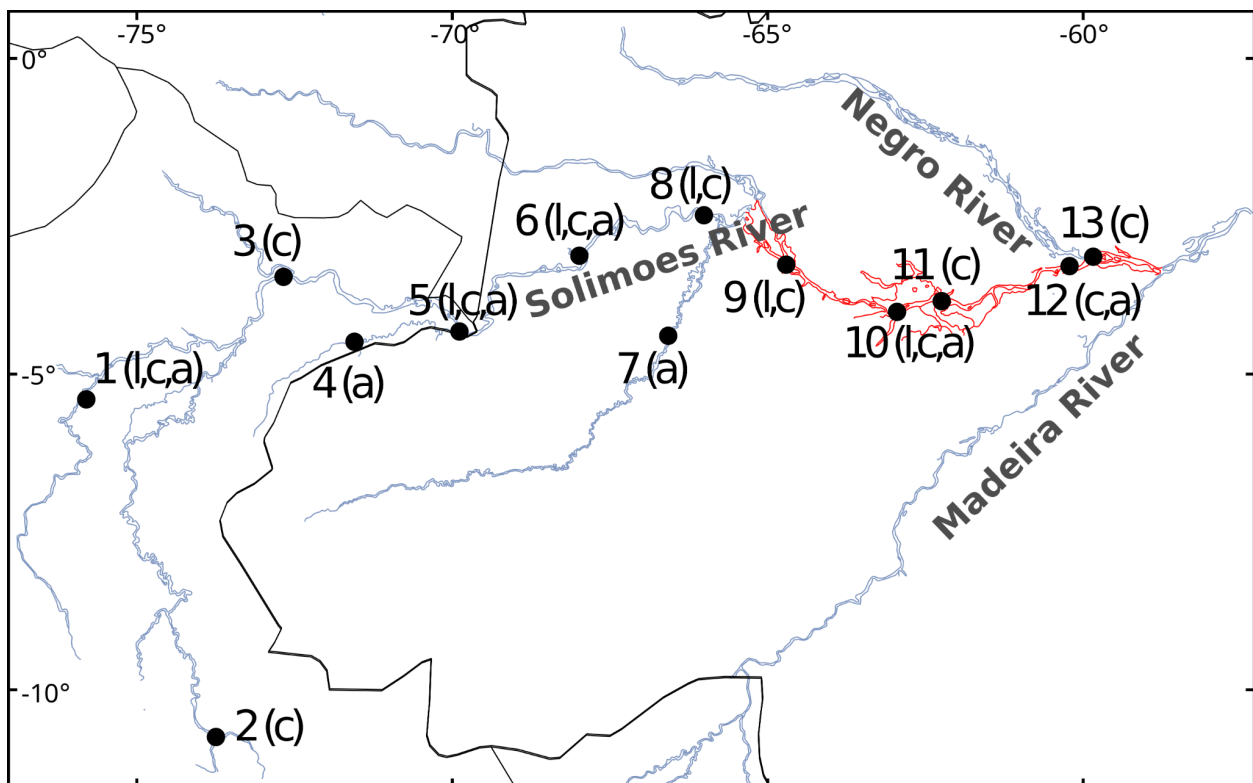 -75°
-70°
-65°
-60°
0°
Negro River
8 (l,c)
6 (l,c,a)
13 (c)
3 (c)
Solimoes River
11 (c)
9 (l,c)
12 (c,a)
5 (l,c,a)
10 (l,c,a)
1 (l,c,a)
7 (a)
4 (a)
-5°
Madeira River
-10°
2 (c)